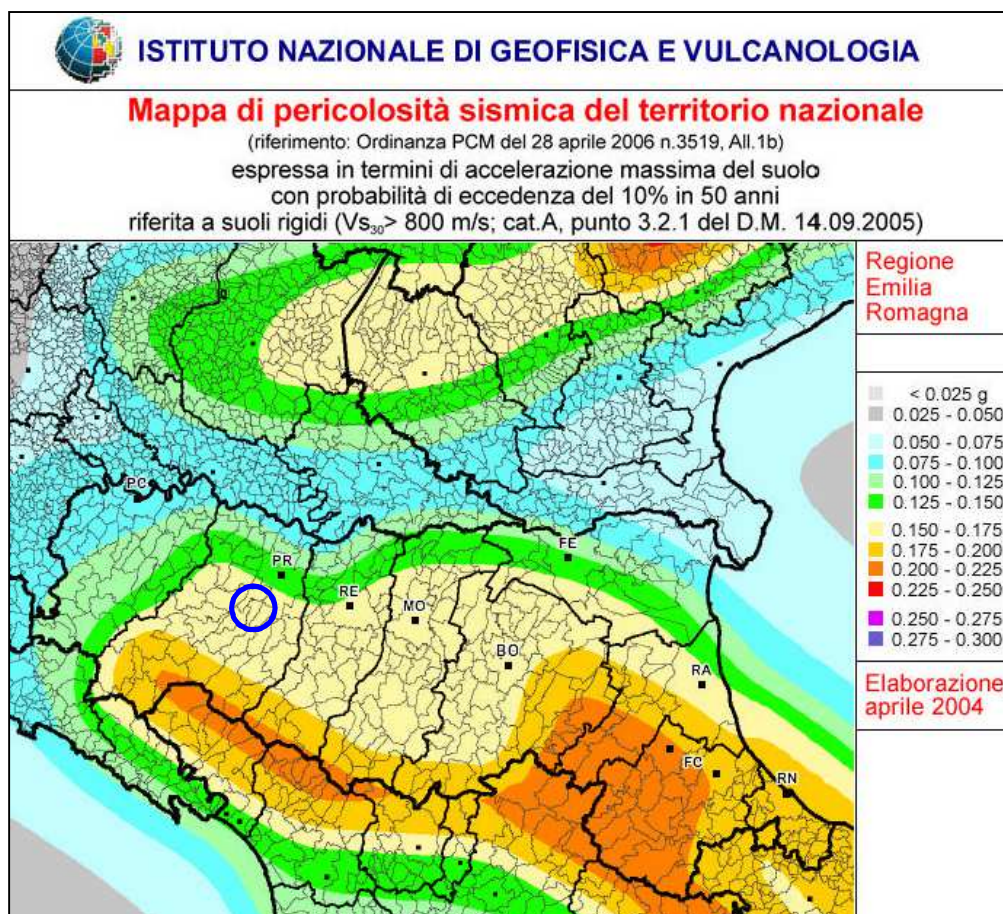 ISTITUTO NAZIONALE DI GEOFISICA E VULCANOLOGIA
Mappa di pericolosità sismica del territorio nazionale
(riferimento: Ordinanza PCM del 28 aprile 2006 n.3519, All.1b)
espressa in termini di accelerazione massima del suolo
con probabilità di eccedenza del 10% in 50 anni
riferita a suoli rigidi (Vs30> 800 m/s; cat.A, punto 3.2.1 del D.M. 14.09.2005)
Regione
Emilia
Romagna
< 0.025 g
0.025 - 0.050
0.050 - 0.075
0.075 - 0.100
0.100 - 0.125
0.125 - 0.150
0.150 - 0.175
0.175 - 0.200
0.200 - 0.225
0.225 - 0.250
0.250 - 0.275
0.275 - 0.300
Elaborazione
aprile 2004
PC
PR
FE
RE
MO
BO
RA
FC
RN